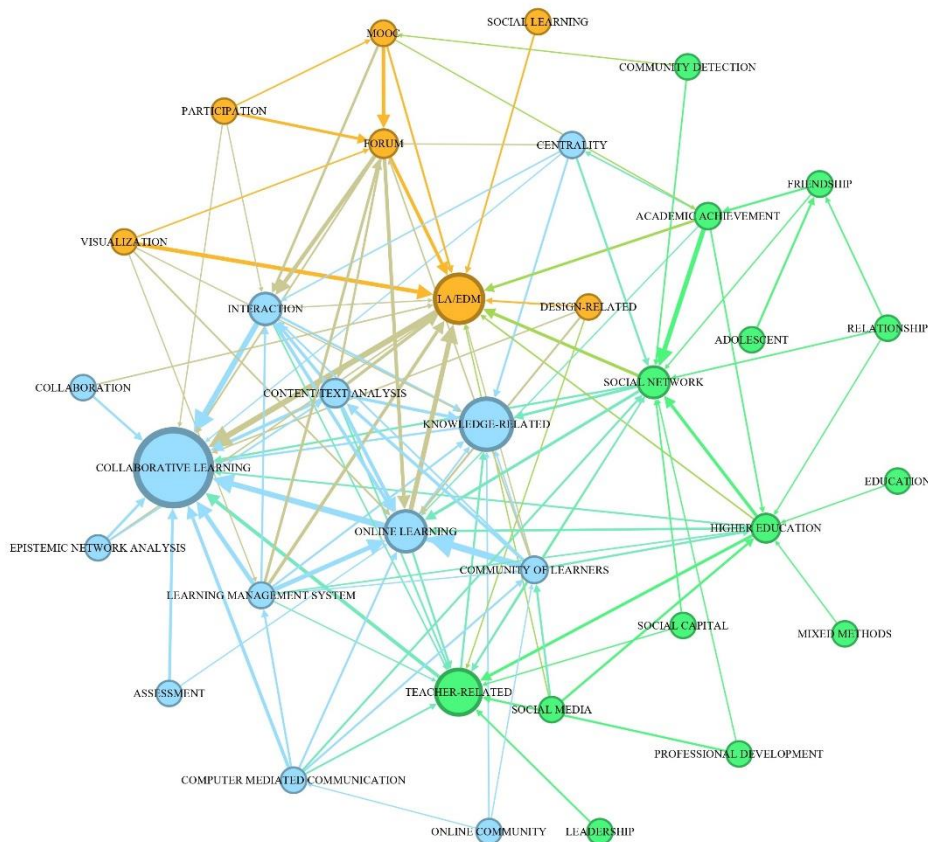 SOCIAL LEARNING
MOOC
COMMUNITY DETECTION
PARTICIPATION
FORUM
CENTRALITY
FRIENDSHIP
ACADEMIC ACHIEVEMENT
VISUALIZATION
LA/EDM
INTERACTION
DESIGN-RELATED
RELATIONSHIP
ADOLESCENT
COLLABORATION
CONTENT/TEXT ANALYSIS
SOCIAL NETWORK
KNOWLEDGE-RELATED
COLLABORATIVE LEARNING
EDUCATION
ONLINE LEARNING
HIGHER EDUCATION
EPISTEMIC NETWORK ANALYSIS
COMMUNITY OF LEARNERS
LEARNING MANAGEMENT SYSTEM
SOCIAL CAPITAL
MIXED METHODS
ASSESSMENT
TEACHER-RELATED
SOCIAL MEDIA
PROFESSIONAL DEVELOPMENT
COMPUTER MEDIATED COMMUNICATION
ONLINE COMMUNITY
LEADERSHIP